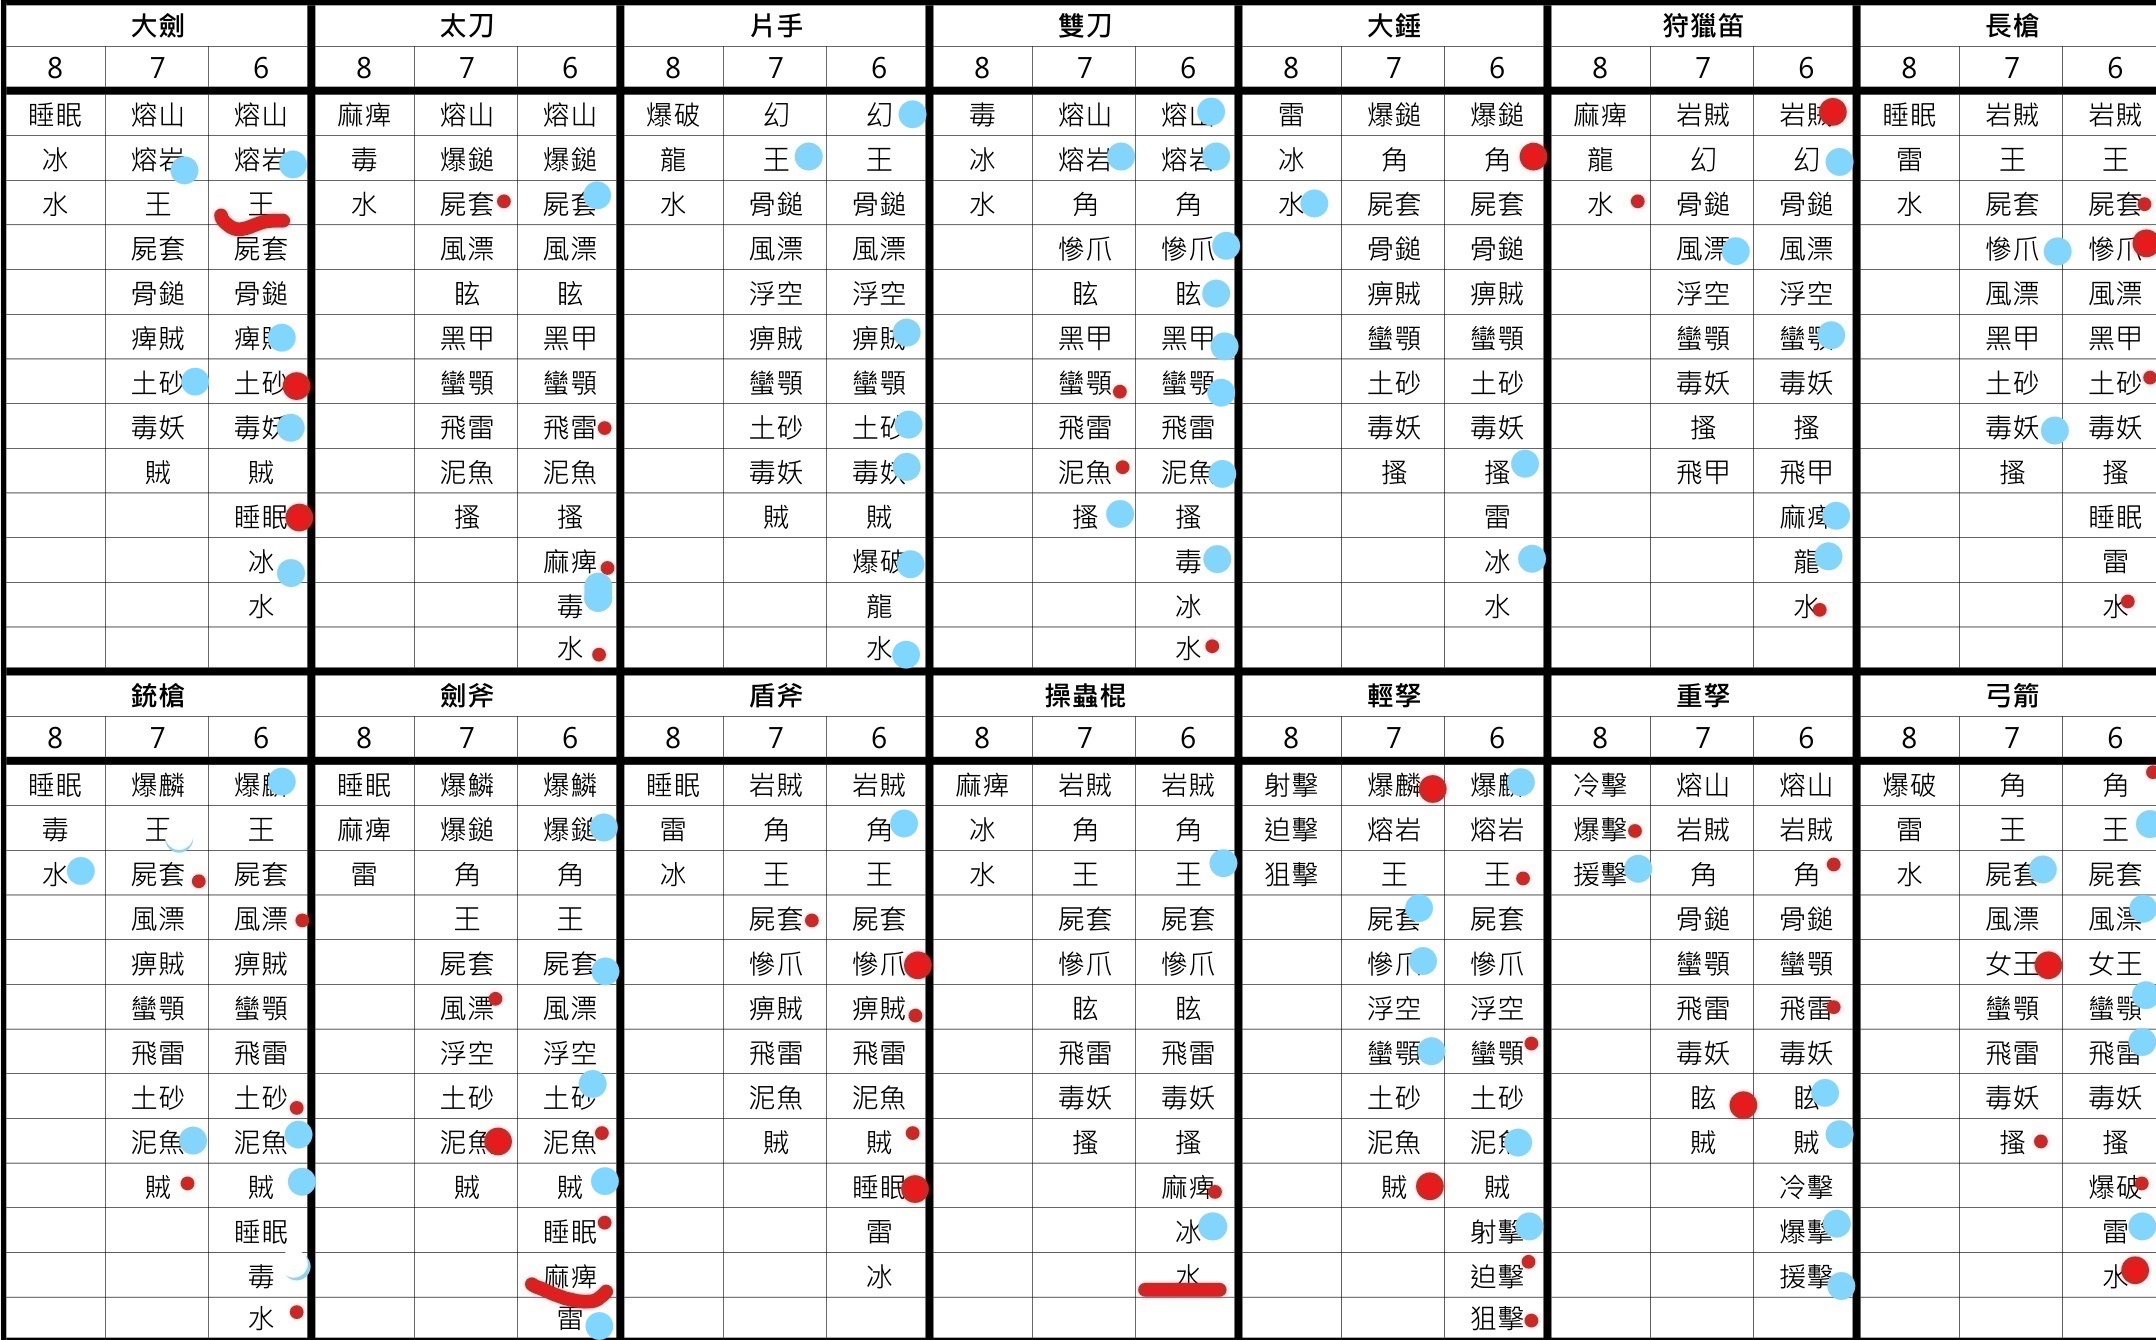 大劍 太刀 片手 雙刀 大錘 狩獵笛 長槍
8 7 6 8 7 6 8 7 6 8 7 6 8 7 6 8 7 6 8 7 6
睡眠 熔山 熔山 麻痺 熔山 熔山 爆破 幻 幻 毒 熔山 熔山 雷 爆鎚 爆鎚 麻痺 岩賊 岩賊 睡眠 岩賊 岩賊
冰 熔岩 熔岩 毒 爆鎚 爆鎚 龍 王 王 冰 熔岩 熔岩 冰 角 角 龍 幻 幻 雷 王 王
水 王 王 水 屍套 屍套 水 骨鎚 骨鎚 水 角 角 水 屍套 屍套 水 骨鎚 骨鎚 水 屍套 屍套
屍套 屍套 風漂 風漂 風漂 風漂 慘爪 慘爪 骨鎚 骨鎚 風漂 風漂 慘爪 慘爪
骨鎚 骨鎚 眩 眩 浮空 浮空 眩 眩 痹賊 痹賊 浮空 浮空 風漂 風漂
痺賊 痺賊 黑甲 黑甲 痹賊 痹賊 黑甲 黑甲 蠻顎 蠻顎 蠻顎 蠻顎 黑甲 黑甲
土砂 土砂 蠻顎 蠻顎 蠻顎 蠻顎 蠻顎 蠻顎 土砂 土砂 毒妖 毒妖 土砂 土砂
毒妖 毒妖 飛雷 飛雷 土砂 土砂 飛雷 飛雷 毒妖 毒妖 搔 搔 毒妖 毒妖
賊 賊 泥魚 泥魚 毒妖 毒妖 泥魚 泥魚 搔 搔 飛甲 飛甲 搔 搔
睡眠 搔 搔 賊 賊 搔 搔 雷 麻痺 睡眠
冰 麻痺 爆破 毒 冰 龍 雷
水 毒 龍 冰 水 水 水
水 水 水
銃槍 劍斧 盾斧 操蟲棍 輕孥 重孥 弓箭
8 7 6 8 7 6 8 7 6 8 7 6 8 7 6 8 7 6 8 7 6
睡眠 爆麟 爆麟 睡眠 爆鱗 爆鱗 睡眠 岩賊 岩賊 麻痺 岩賊 岩賊 射擊 爆麟 爆麟 冷擊 熔山 熔山 爆破 角 角
毒 王 王 麻痺 爆鎚 爆鎚 雷 角 角 冰 角 角 迫擊 熔岩 熔岩 爆擊 岩賊 岩賊 雷 王 王
水 屍套 屍套 雷 角 角 冰 王 王 水 王 王 狙擊 王 王 援擊 角 角 水 屍套 屍套
風漂 風漂 王 王 屍套 屍套 屍套 屍套 屍套 屍套 骨鎚 骨鎚 風漂 風漂
痹賊 痹賊 屍套 屍套 慘爪 慘爪 慘爪 慘爪 慘爪 慘爪 蠻顎 蠻顎 女王 女王
蠻顎 蠻顎 風漂 風漂 痹賊 痹賊 眩 眩 浮空 浮空 飛雷 飛雷 蠻顎 蠻顎
飛雷 飛雷 浮空 浮空 飛雷 飛雷 飛雷 飛雷 蠻顎 蠻顎 毒妖 毒妖 飛雷 飛雷
土砂 土砂 土砂 土砂 泥魚 泥魚 毒妖 毒妖 土砂 土砂 眩 眩 毒妖 毒妖
泥魚 泥魚 泥魚 泥魚 賊 賊 搔 搔 泥魚 泥魚 賊 賊 搔 搔
賊 賊 賊 賊 睡眠 麻痺 賊 賊 冷擊 爆破
睡眠 睡眠 雷 冰 射擊 爆擊 雷
毒 麻痺 冰 水 迫擊 援擊 水
水 雷 狙擊